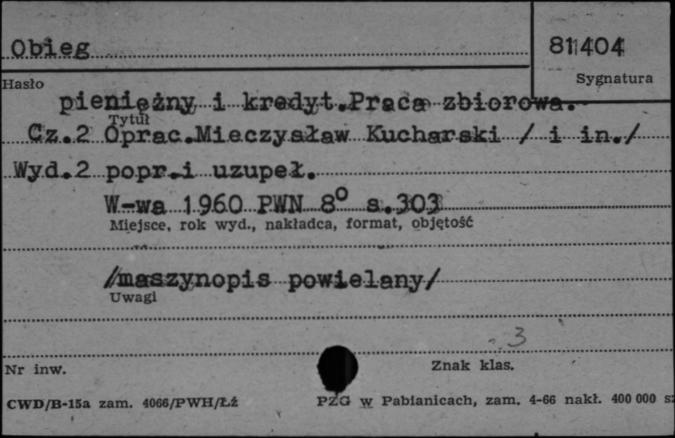 Obieg 811404
Hasło Sygnatura
pieniężny i kredyt.Praca zbiorowa.
Tytuł
Cz.2 Oprac.Mieczysław Kucharski / i in./
Wyd.2 popr.i uzupeł.
W-wa 1960 PWN 8⁰ s.303
Miejsce, rok wyd., nakładca, format, objętość
/maszynopis powielany/
Uwagi
3
Nr inw. Znak klas.
CWD/B-15a zam. 4066/PWH/Łź PZG w Pabianicach, zam. 4-66 nakł. 400 000